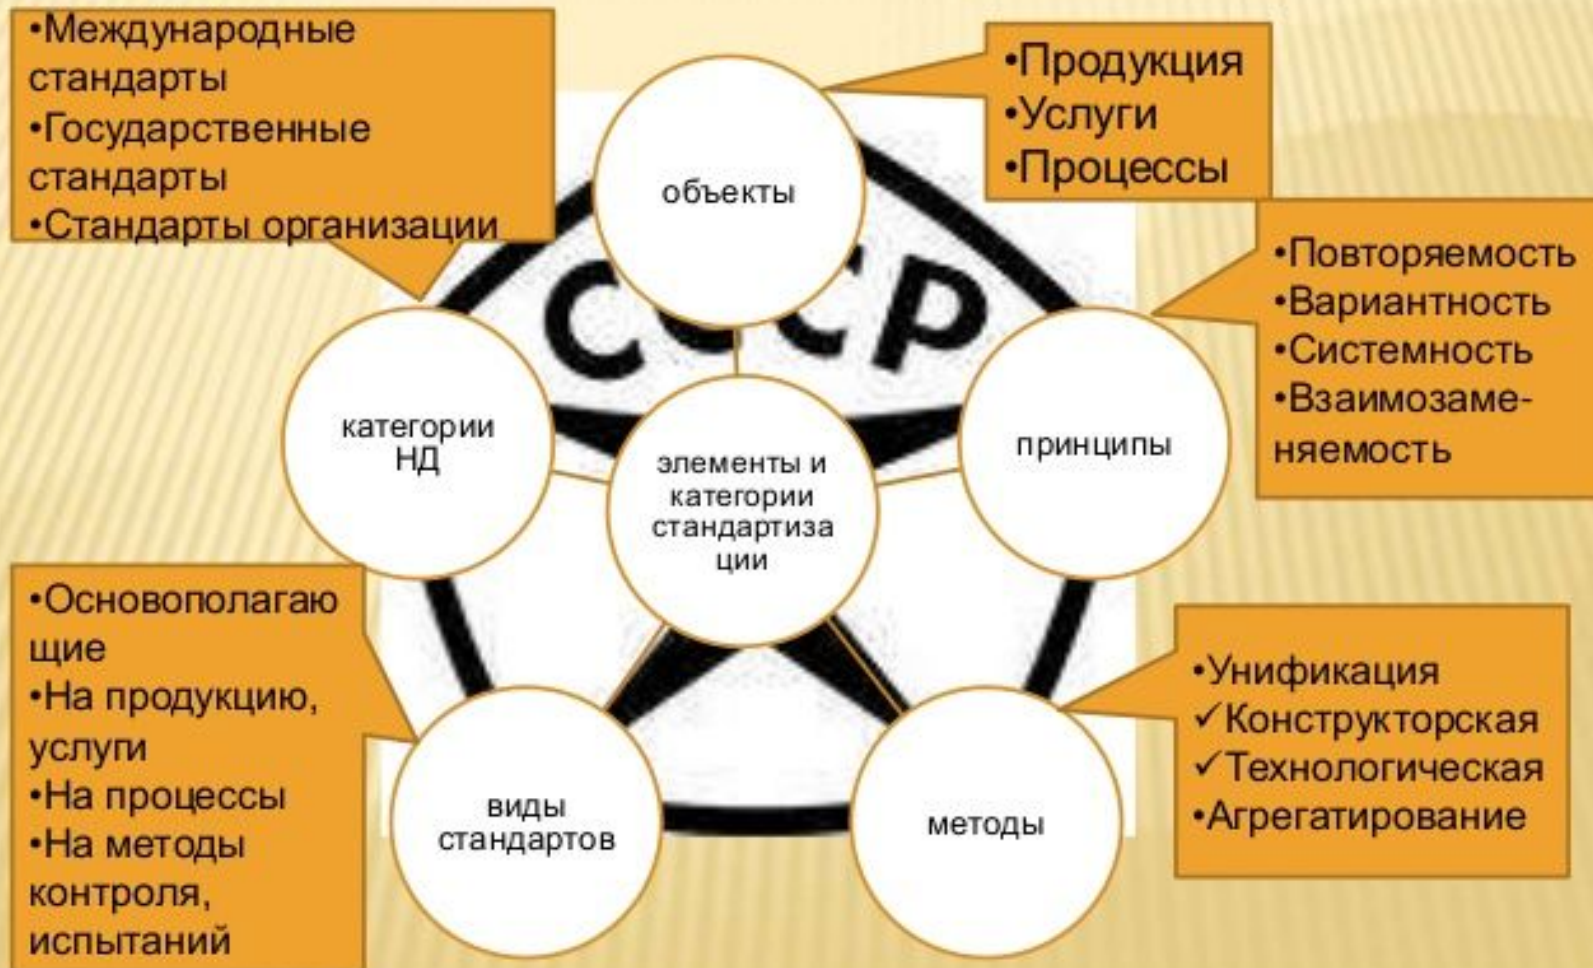 •Международные
стандарты
•Государственные
стандарты
•Стандарты организации
•Продукция
•Услуги
•Процессы
объекты
СССР
•Повторяемость
•Вариантность
•Системность
•Взаимозаме-
няемость
категории
НД
принципы
элементы и
категории
стандартиза
ции
•Основополагаю
щие
•На продукцию,
услуги
•На процессы
•На методы
контроля,
испытаний
•Унификация
✓Конструкторская
✓Технологическая
•Агрегатирование
виды
стандартов
методы